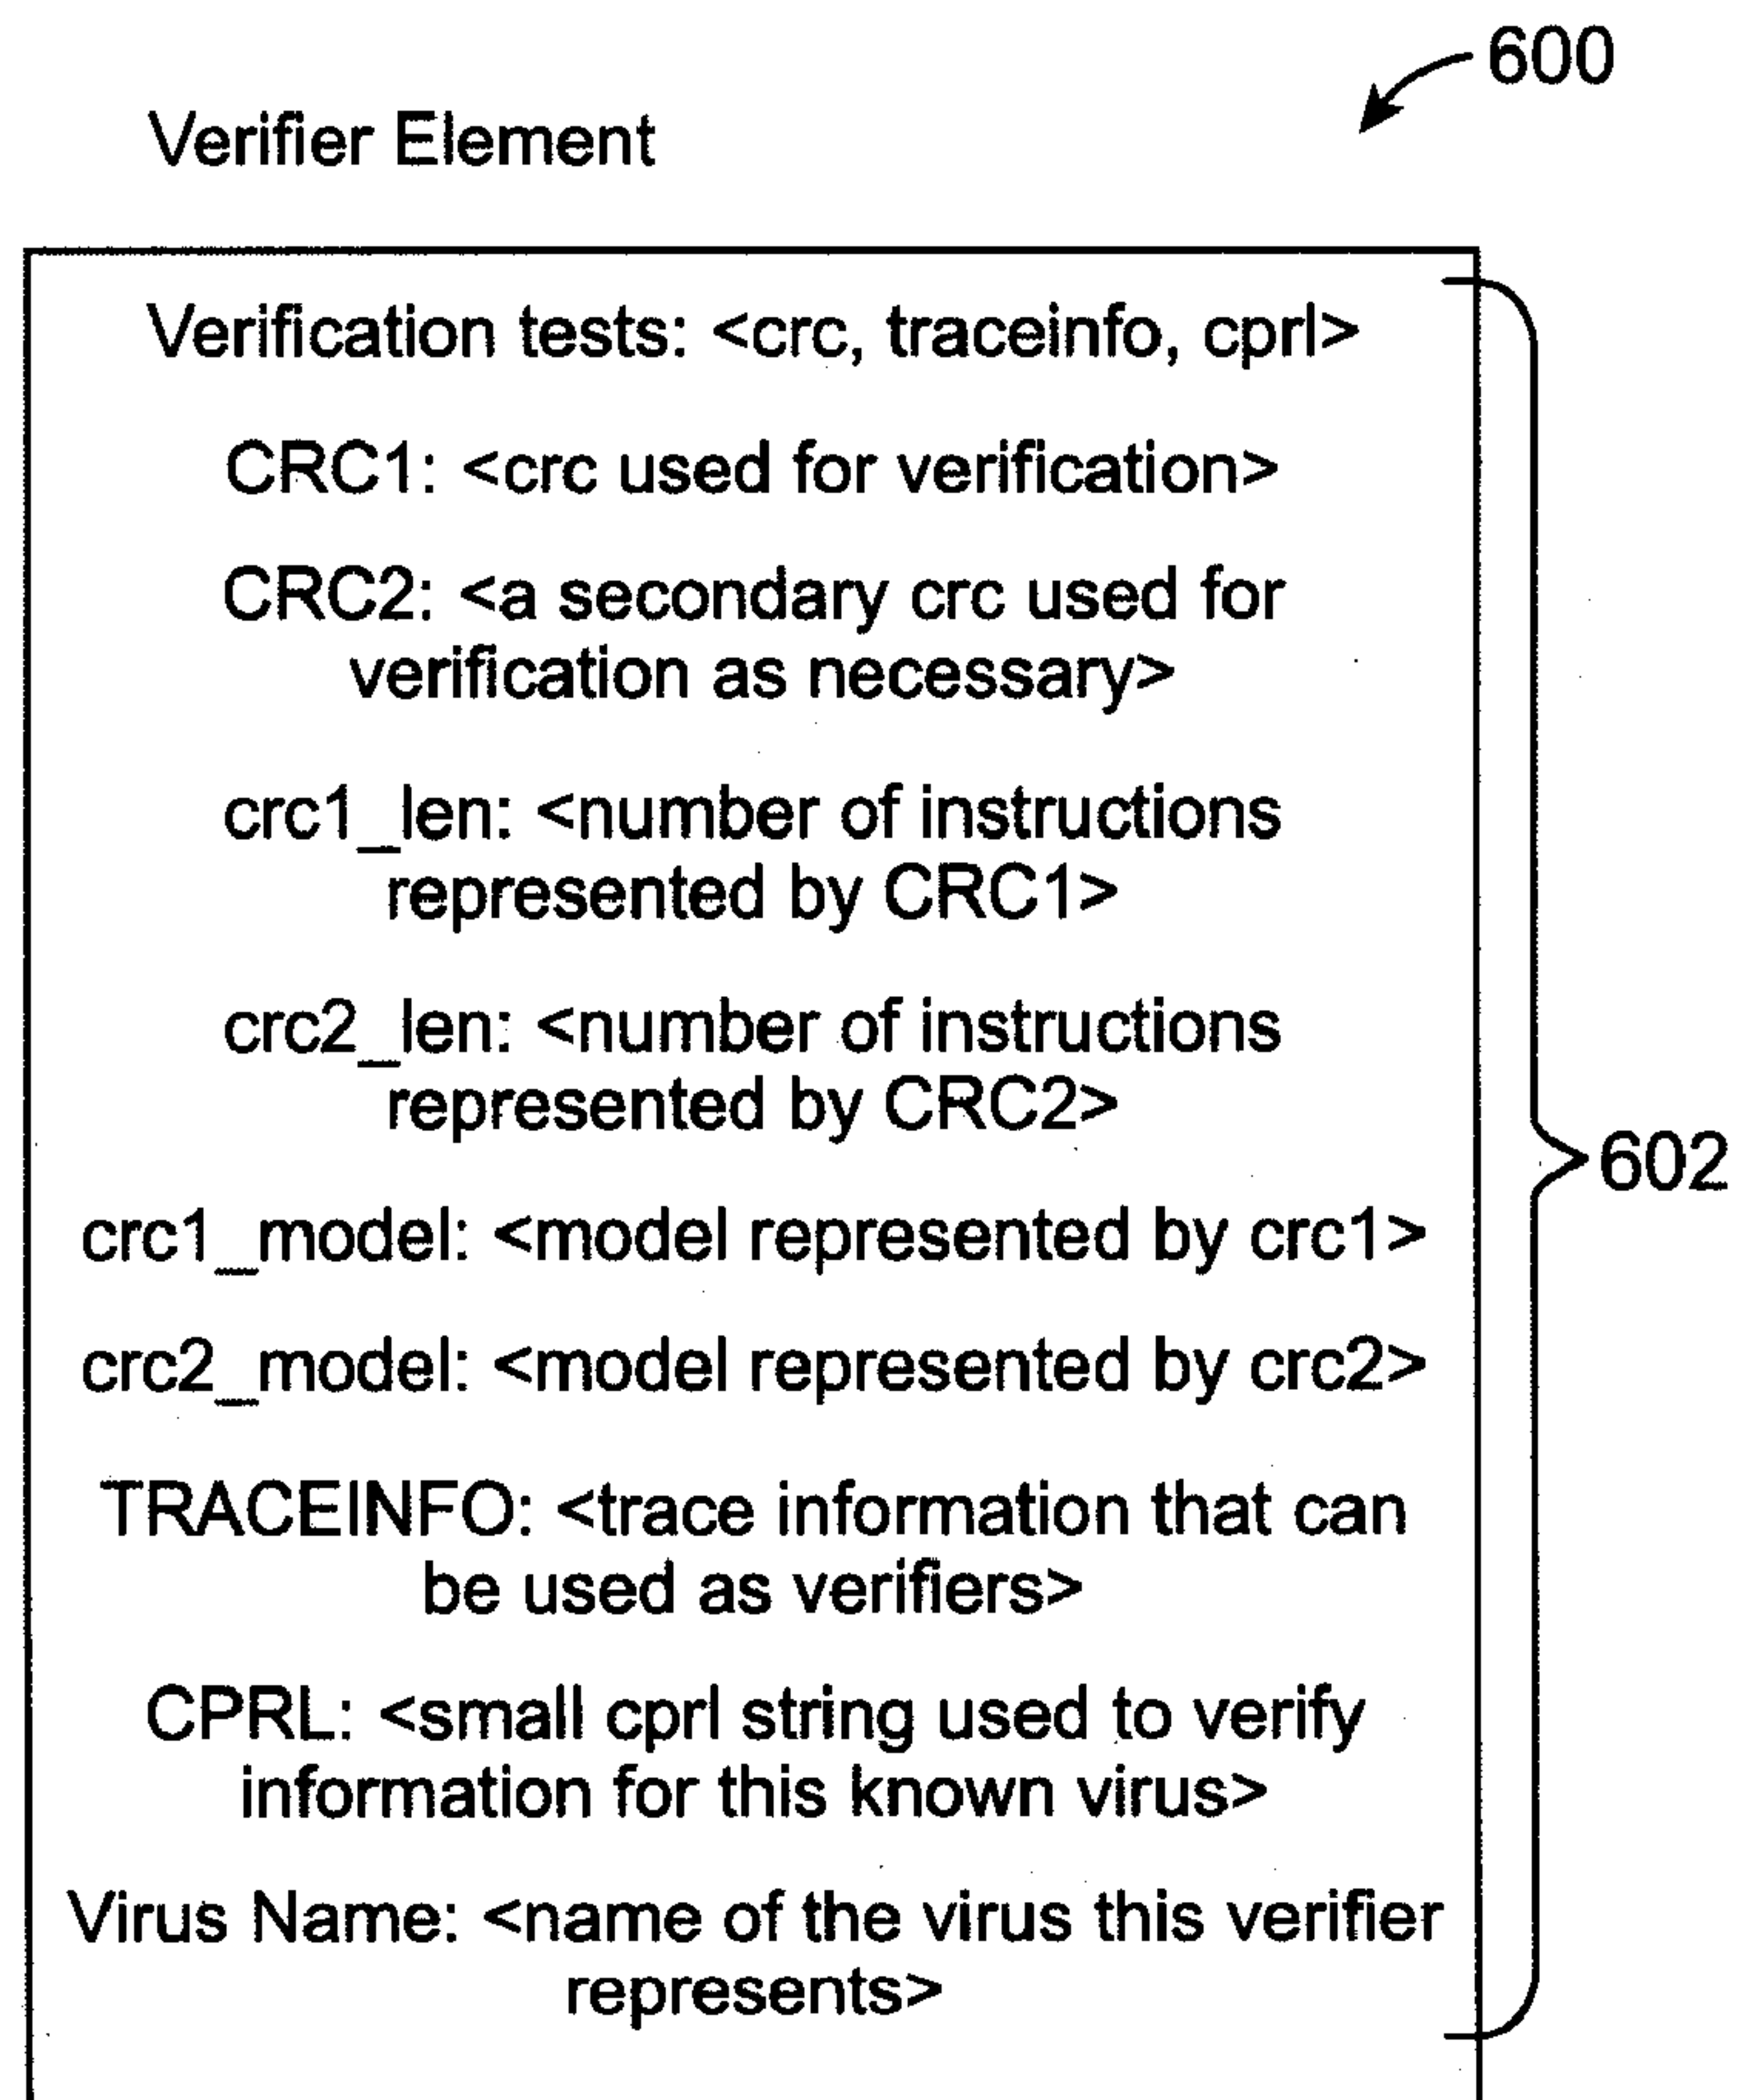 600
Verifier Element
Verification tests: <crc, traceinfo, cprl>
CRC1: <crc used for verification>
CRC2: <a secondary crc used for
verification as necessary>
crc1_len: <number of instructions
represented by CRC1>
crc2_len: <number of instructions
represented by CRC2>
602
crc1_model: <model represented by crc1>
crc2_model: <model represented by crc2>
TRACEINFO: <trace information that can
be used as verifiers>
CPRL: <small cprl string used to verify
information for this known virus>
Virus Name: <name of the virus this verifier
represents>